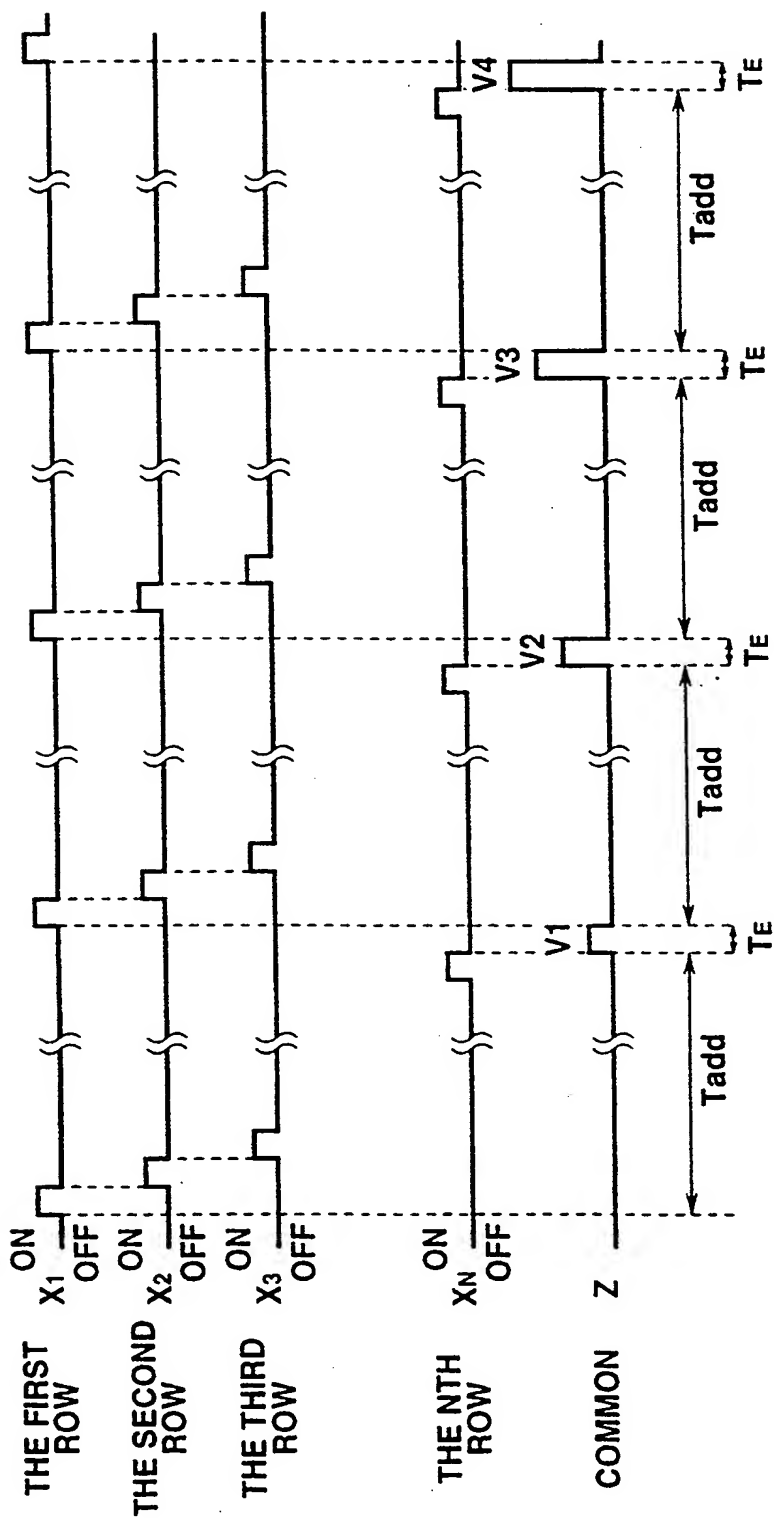 THE FIRST
ROW
X1
ON
OFF
THE SECOND
ROW
X2
ON
OFF
THE THIRD
ROW
X3
ON
OFF
THE NTH
ROW
XN
ON
OFF
COMMON
Z
V1
V2
V3
V4
Tadd
TE
Tadd
TE
Tadd
TE
Tadd
TE